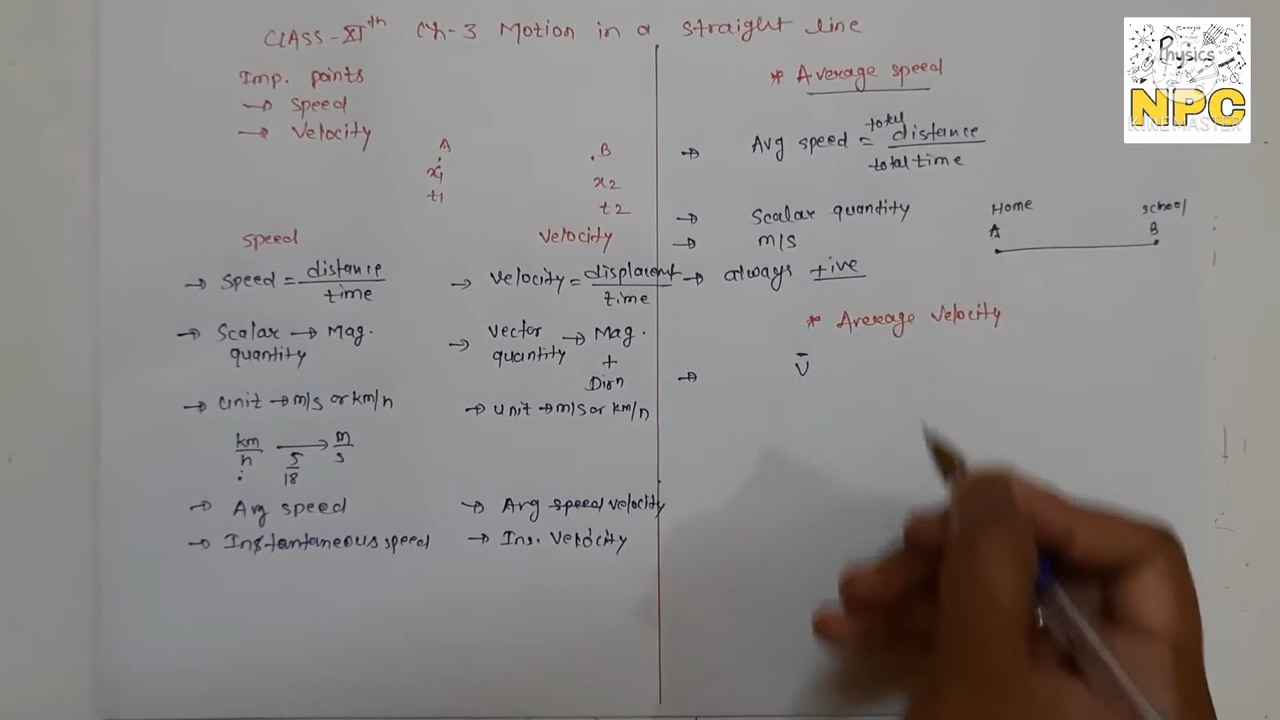 CLASS-XIth Ch-3 Motion in a straight line
Imp. points
→ speed
→ Velocity
A .B
x1 x2
t1 t2
speed Velocity
→ speed = distance / time → velocity = displacent / time
→ Scalar quantity → Mag. → vector quantity → Mag. + Dirn
→ unit → m/s or km/h → unit → m/s or km/h
km/h → m/s
5/18
→ Avg speed → Avg speed velocity
→ Instantaneous speed → Ins. Velocity
* Average speed
→ Avg speed = total distance / total time
→ Scalar quantity
→ m/s
→ always +ive
Home school
A B
* Average Velocity
→ v̄
Physics
NPC
KINEMASTER